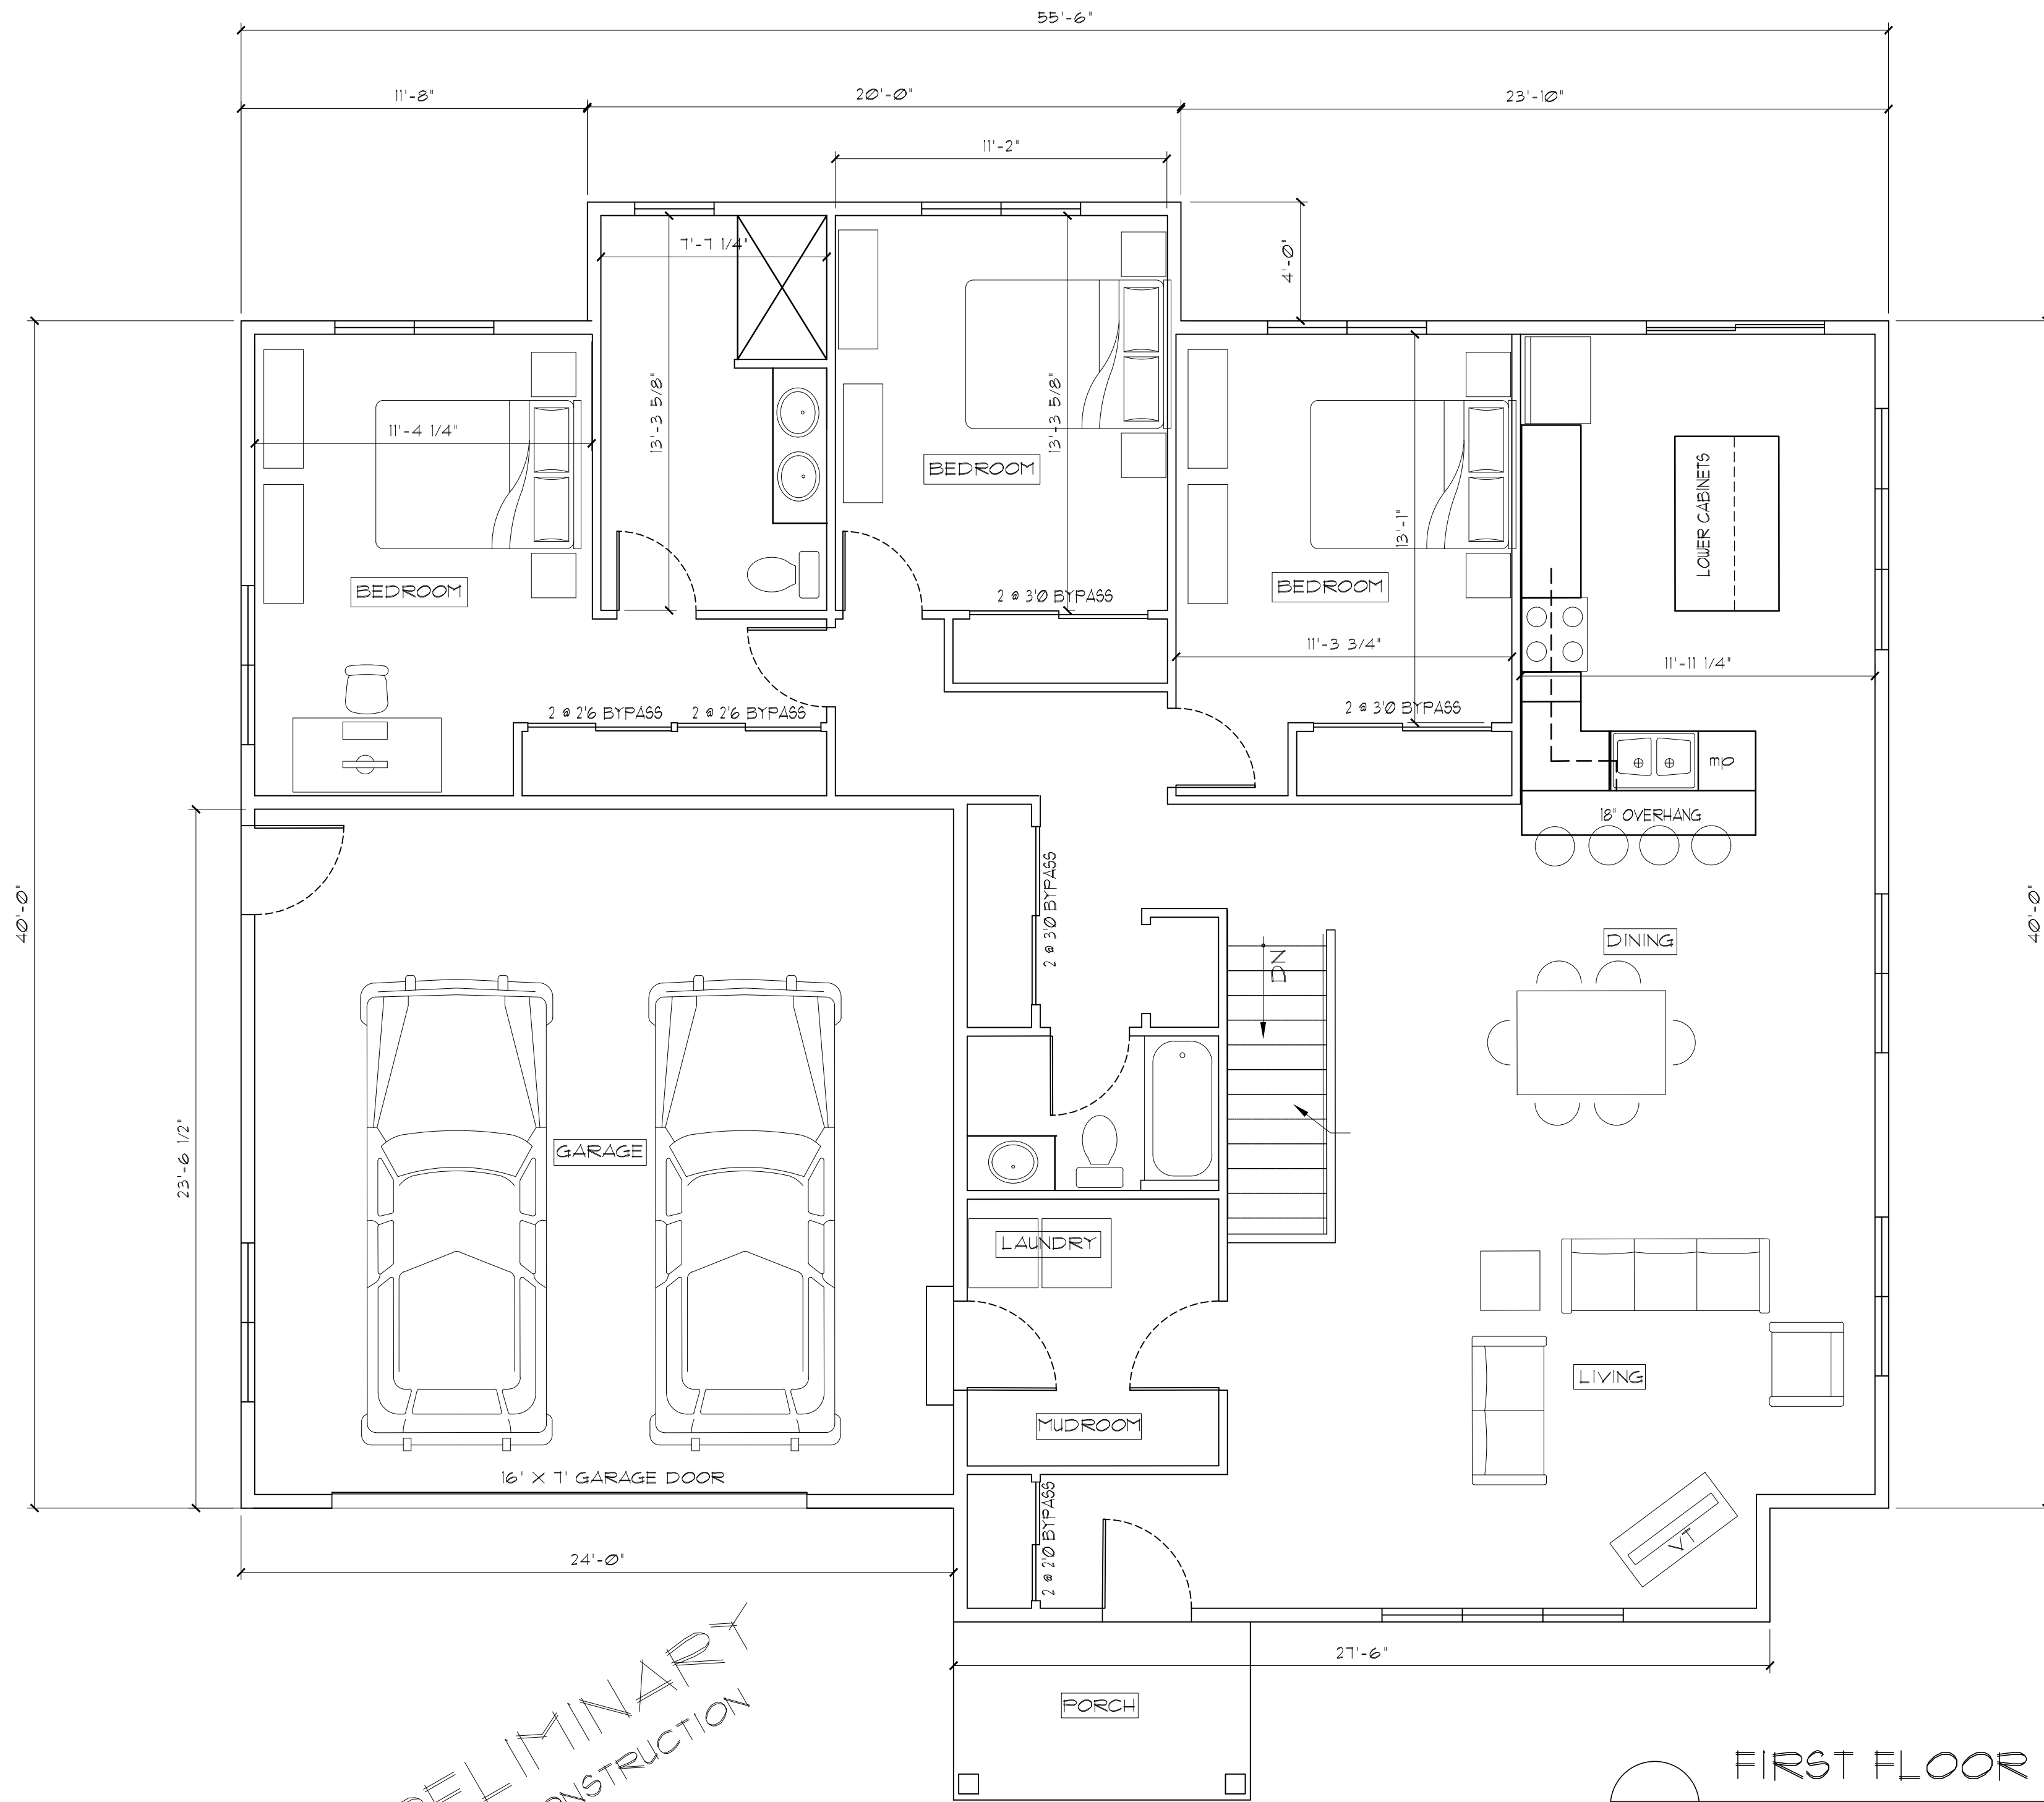 55'-6"
11'-8"
20'-0"
23'-10"
11'-2"
4'-0"
7'-7 1/4"
13'-3 5/8"
13'-3 5/8"
11'-4 1/4"
BEDROOM
BEDROOM
BEDROOM
13'-1"
LOWER CABINETS
2 @ 3'0 BYPASS
11'-3 3/4"
11'-11 1/4"
2 @ 2'6 BYPASS
2 @ 2'6 BYPASS
2 @ 3'0 BYPASS
mp
18" OVERHANG
40'-0"
40'-0"
2 @ 3'0 BYPASS
DN
DINING
23'-6 1/2"
GARAGE
LAUNDRY
LIVING
MUDROOM
16' X 7' GARAGE DOOR
2 @ 2'0 BYPASS
TV
24'-0"
27'-6"
PORCH
FIRST FLOOR